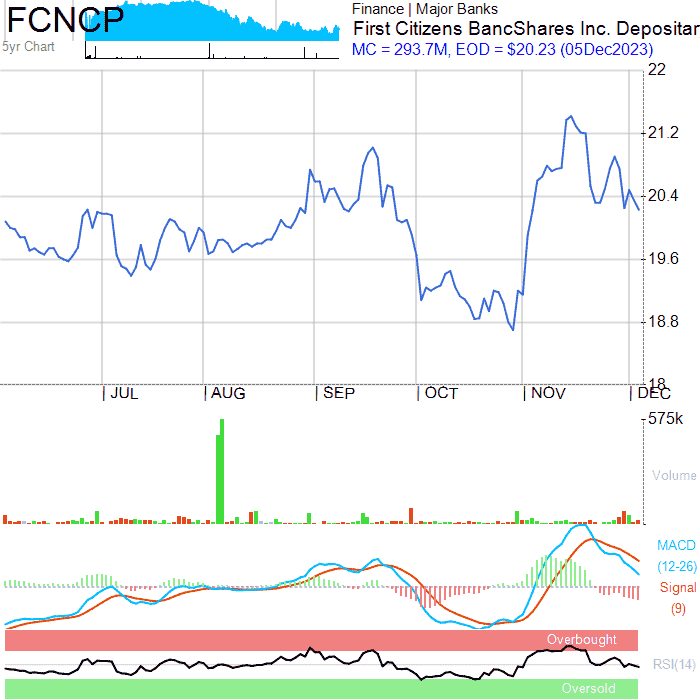 FCNCP
5yr Chart
Finance | Major Banks
First Citizens BancShares Inc. Depositar
MC = 293.7M, EOD = $20.23 (05Dec2023)
22
21.2
20.4
19.6
18.8
18
| JUL | AUG | SEP | OCT | NOV | DEC
575k
Volume
MACD
(12-26)
Signal
(9)
Overbought
RSI(14)
Oversold